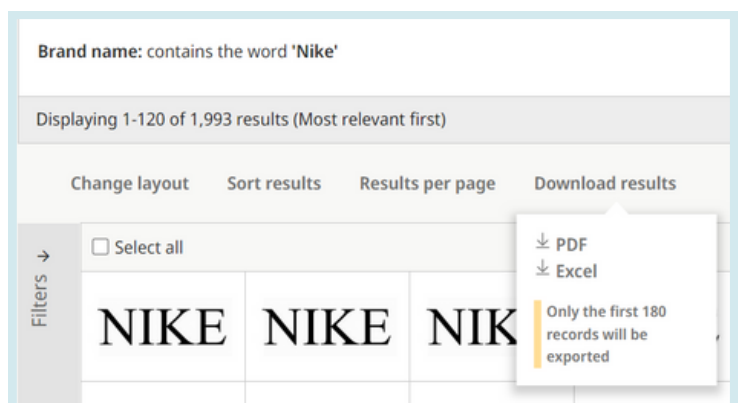 Brand name: contains the word 'Nike'
Displaying 1-120 of 1,993 results (Most relevant first)
Change layout Sort results Results per page Download results
Filters
Select all
PDF
Excel
Only the first 180
records will be
exported
NIKE NIKE NIK